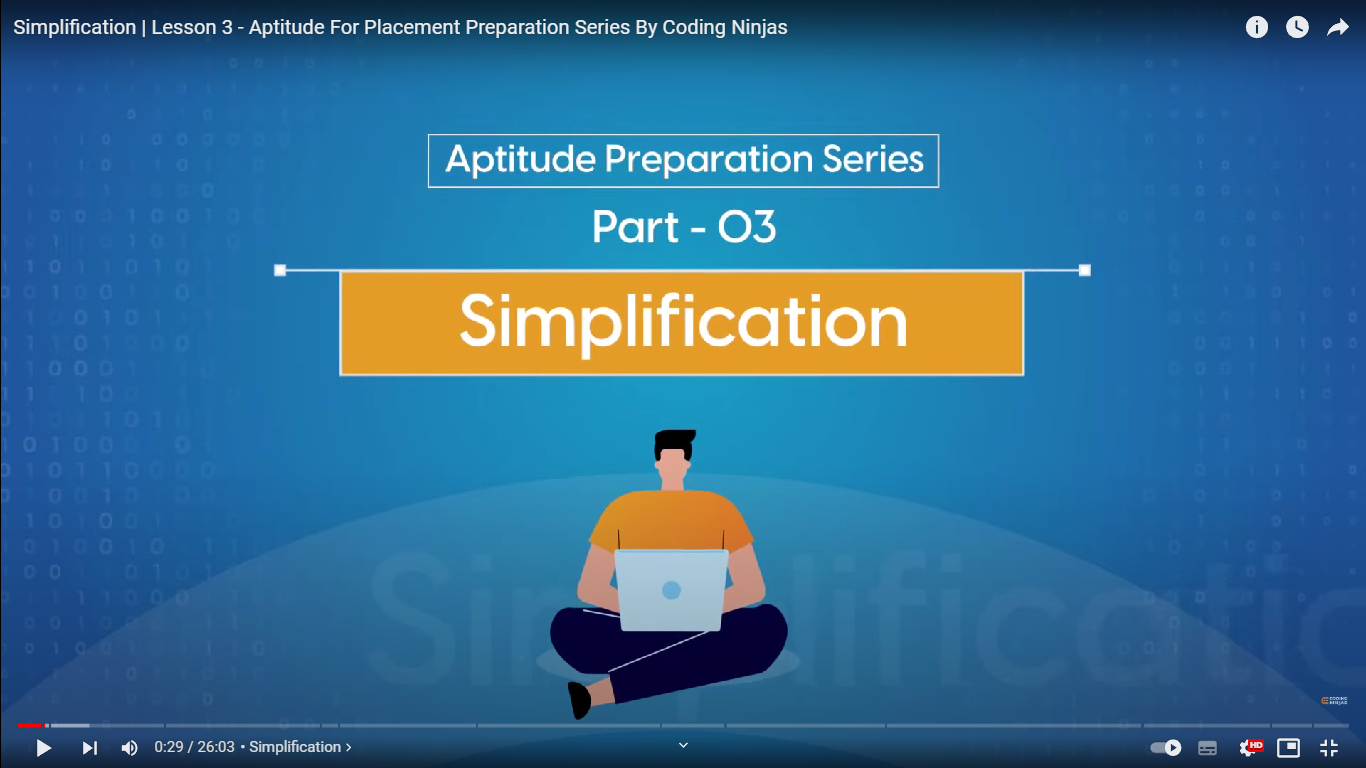 Simplification | Lesson 3 - Aptitude For Placement Preparation Series By Coding Ninjas
Aptitude Preparation Series
Part - 03
Simplification
Simplification
CODING
NINJAS
0:29 / 26:03 • Simplification >
HD